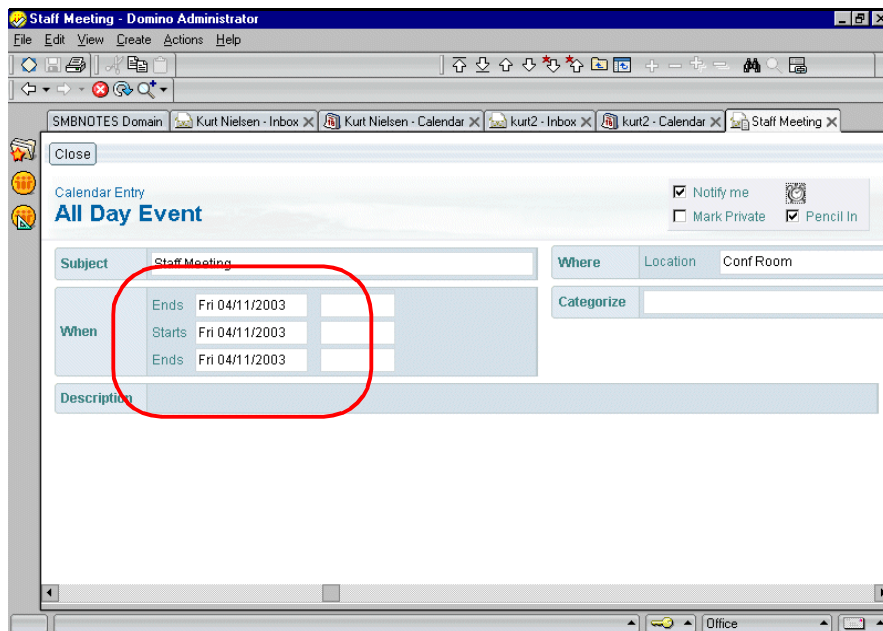 Staff Meeting - Domino Administrator
File Edit View Create Actions Help
SMBNOTES Domain Kurt Nielsen - Inbox Kurt Nielsen - Calendar kurt2 - Inbox kurt2 - Calendar Staff Meeting
Close
Calendar Entry
All Day Event
Notify me
Mark Private Pencil In
Subject Staff Meeting
Where Location Conf Room
When
Ends Fri 04/11/2003
Starts Fri 04/11/2003
Ends Fri 04/11/2003
Categorize
Description
Office